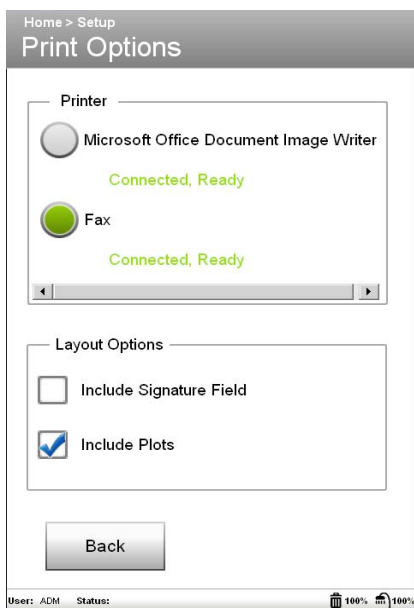 Home > Setup
Print Options
Printer
Microsoft Office Document Image Writer
Connected, Ready
Fax
Connected, Ready
Layout Options
Include Signature Field
Include Plots
Back
User: ADM Status: 100% 100%